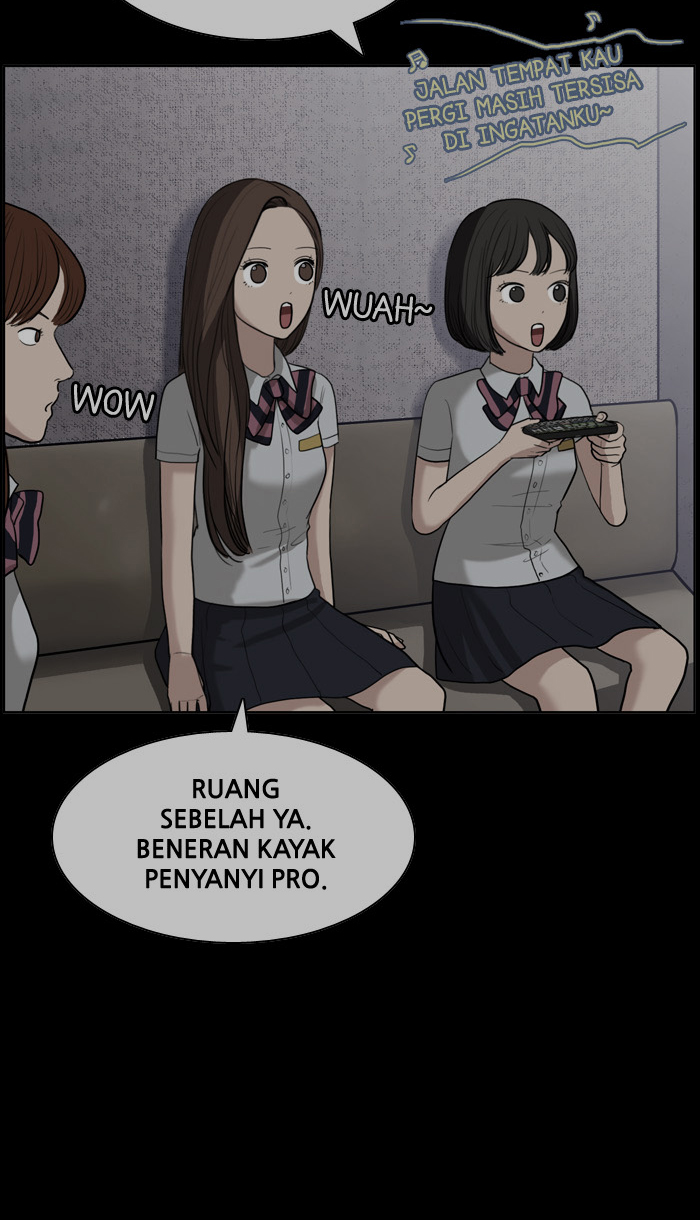 JALAN TEMPAT KAU
PERGI MASIH TERSISA
DI INGATANKU~
WUAH~
WOW
RUANG
SEBELAH YA.
BENERAN KAYAK
PENYANYI PRO.